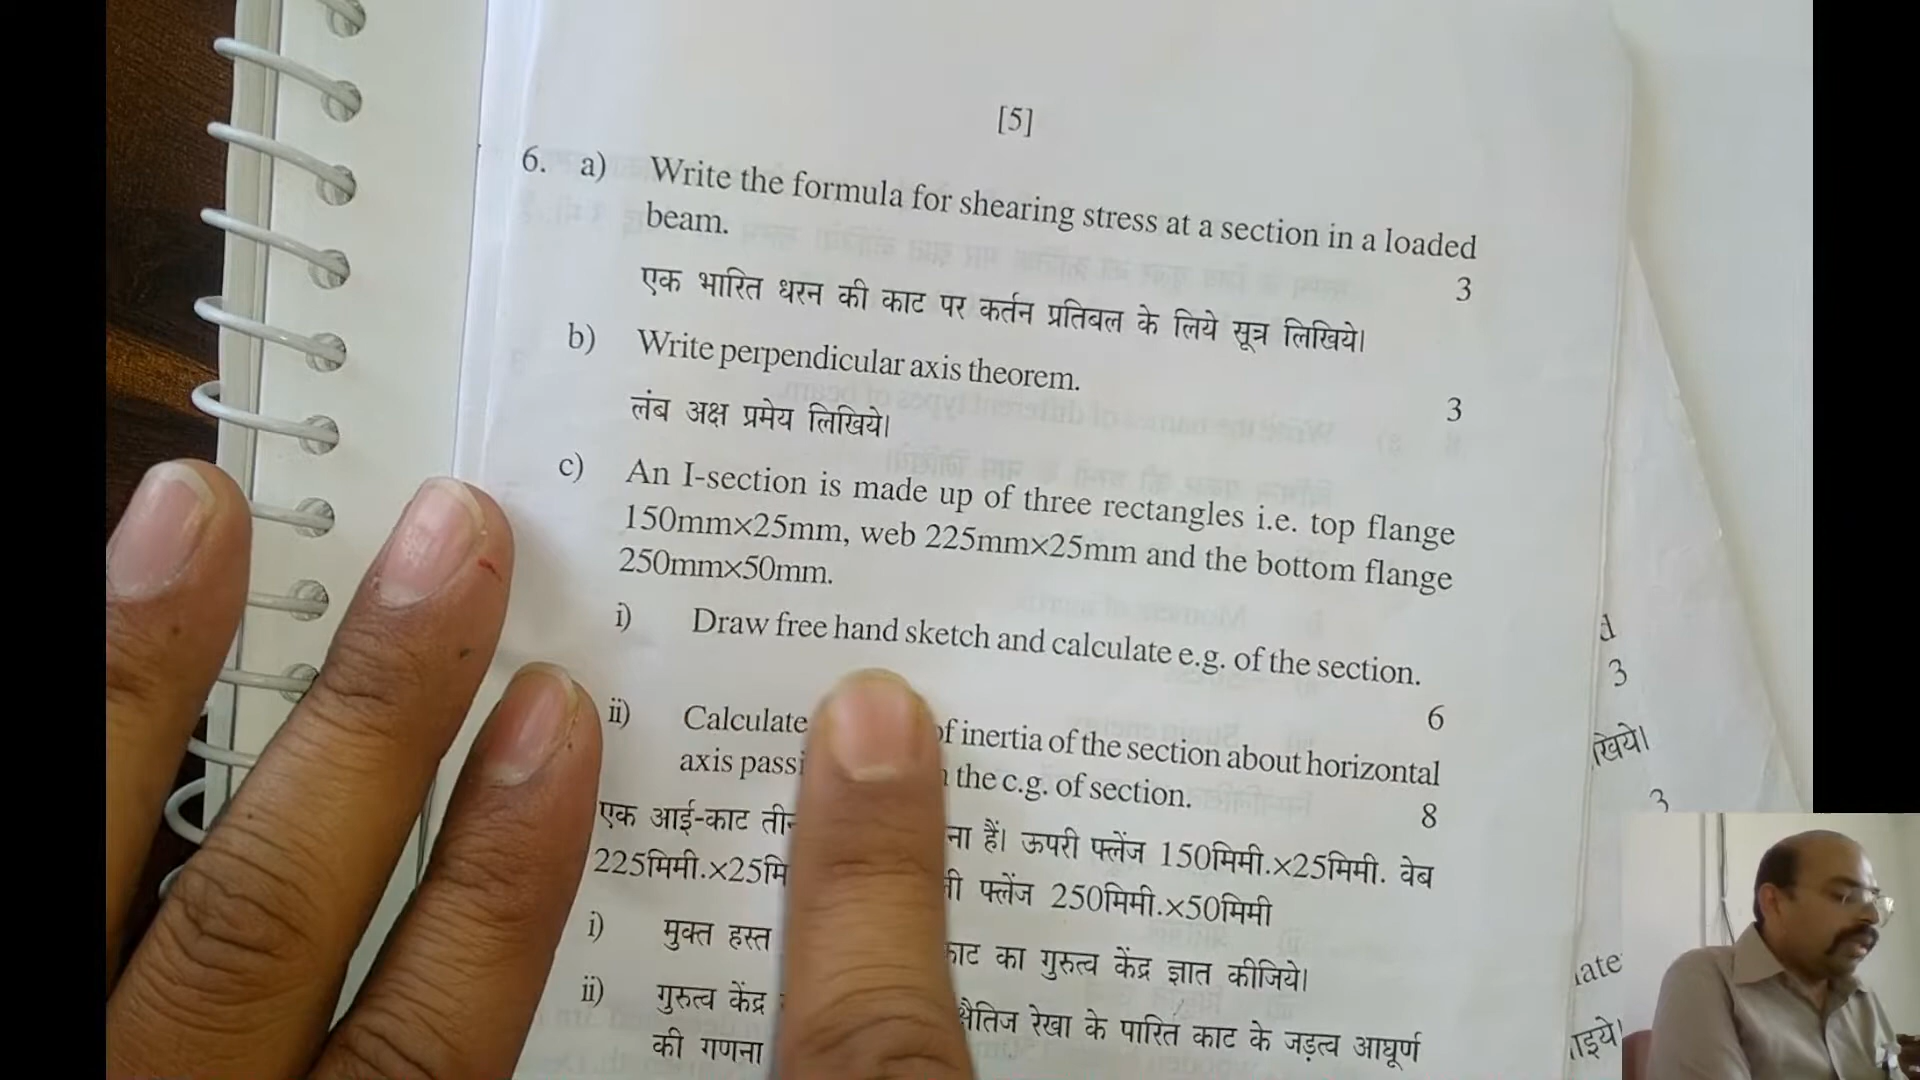 [5]
6. a) Write the formula for shearing stress at a section in a loaded
beam. 3
एक भारित धरन की काट पर कर्तन प्रतिबल के लिये सूत्र लिखिये।
b) Write perpendicular axis theorem. 3
लंब अक्ष प्रमेय लिखिये।
c) An I-section is made up of three rectangles i.e. top flange
150mm×25mm, web 225mm×25mm and the bottom flange
250mm×50mm.
i) Draw free hand sketch and calculate e.g. of the section.
6
ii) Calculate of inertia of the section about horizontal
axis the c.g. of section. 8
एक आई-काट हैं। ऊपरी फ्लेंज 150मिमी.×25मिमी. वेब
फ्लेंज 250मिमी.×50मिमी
i) मुक्त हस्त काट का गुरुत्व केंद्र ज्ञात कीजिये।
ii) गुरुत्व केंद्र क्षैतिज रेखा के पारित काट के जड़त्व आघूर्ण
की गणना
3
3